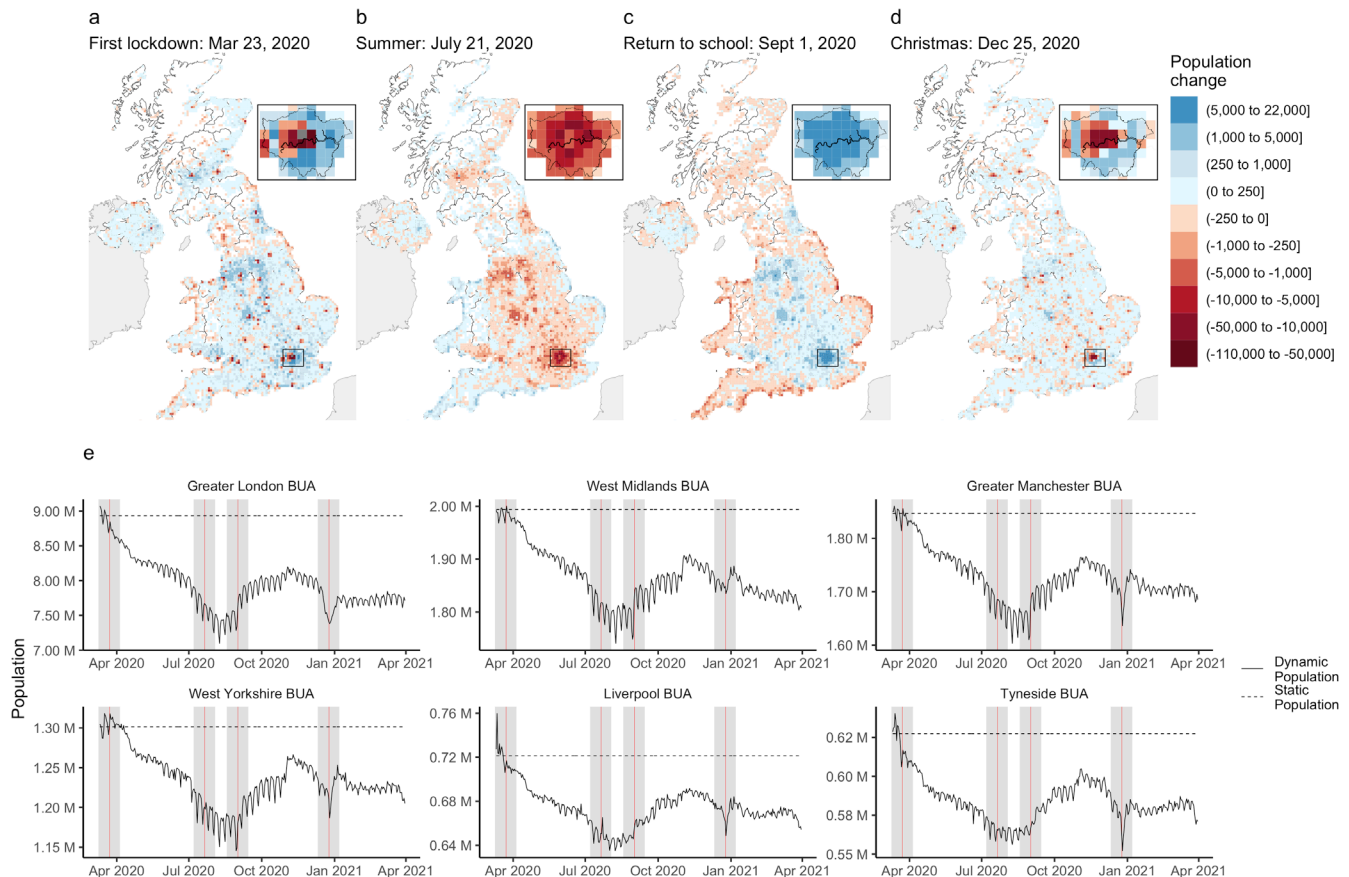 a
First lockdown: Mar 23, 2020
b
Summer: July 21, 2020
c
Return to school: Sept 1, 2020
d
Christmas: Dec 25, 2020
Population
change
(5,000 to 22,000]
(1,000 to 5,000]
(250 to 1,000]
(0 to 250]
(-250 to 0]
(-1,000 to -250]
(-5,000 to -1,000]
(-10,000 to -5,000]
(-50,000 to -10,000]
(-110,000 to -50,000]
e
Population
Greater London BUA
9.00 M
8.50 M
8.00 M
7.50 M
7.00 M
Apr 2020 Jul 2020 Oct 2020 Jan 2021 Apr 2021
West Midlands BUA
2.00 M
1.90 M
1.80 M
Apr 2020 Jul 2020 Oct 2020 Jan 2021 Apr 2021
Greater Manchester BUA
1.80 M
1.70 M
1.60 M
Apr 2020 Jul 2020 Oct 2020 Jan 2021 Apr 2021
West Yorkshire BUA
1.30 M
1.25 M
1.20 M
1.15 M
Apr 2020 Jul 2020 Oct 2020 Jan 2021 Apr 2021
Liverpool BUA
0.76 M
0.72 M
0.68 M
0.64 M
Apr 2020 Jul 2020 Oct 2020 Jan 2021 Apr 2021
Tyneside BUA
0.62 M
0.60 M
0.58 M
0.55 M
Apr 2020 Jul 2020 Oct 2020 Jan 2021 Apr 2021
Dynamic
Population
Static
Population